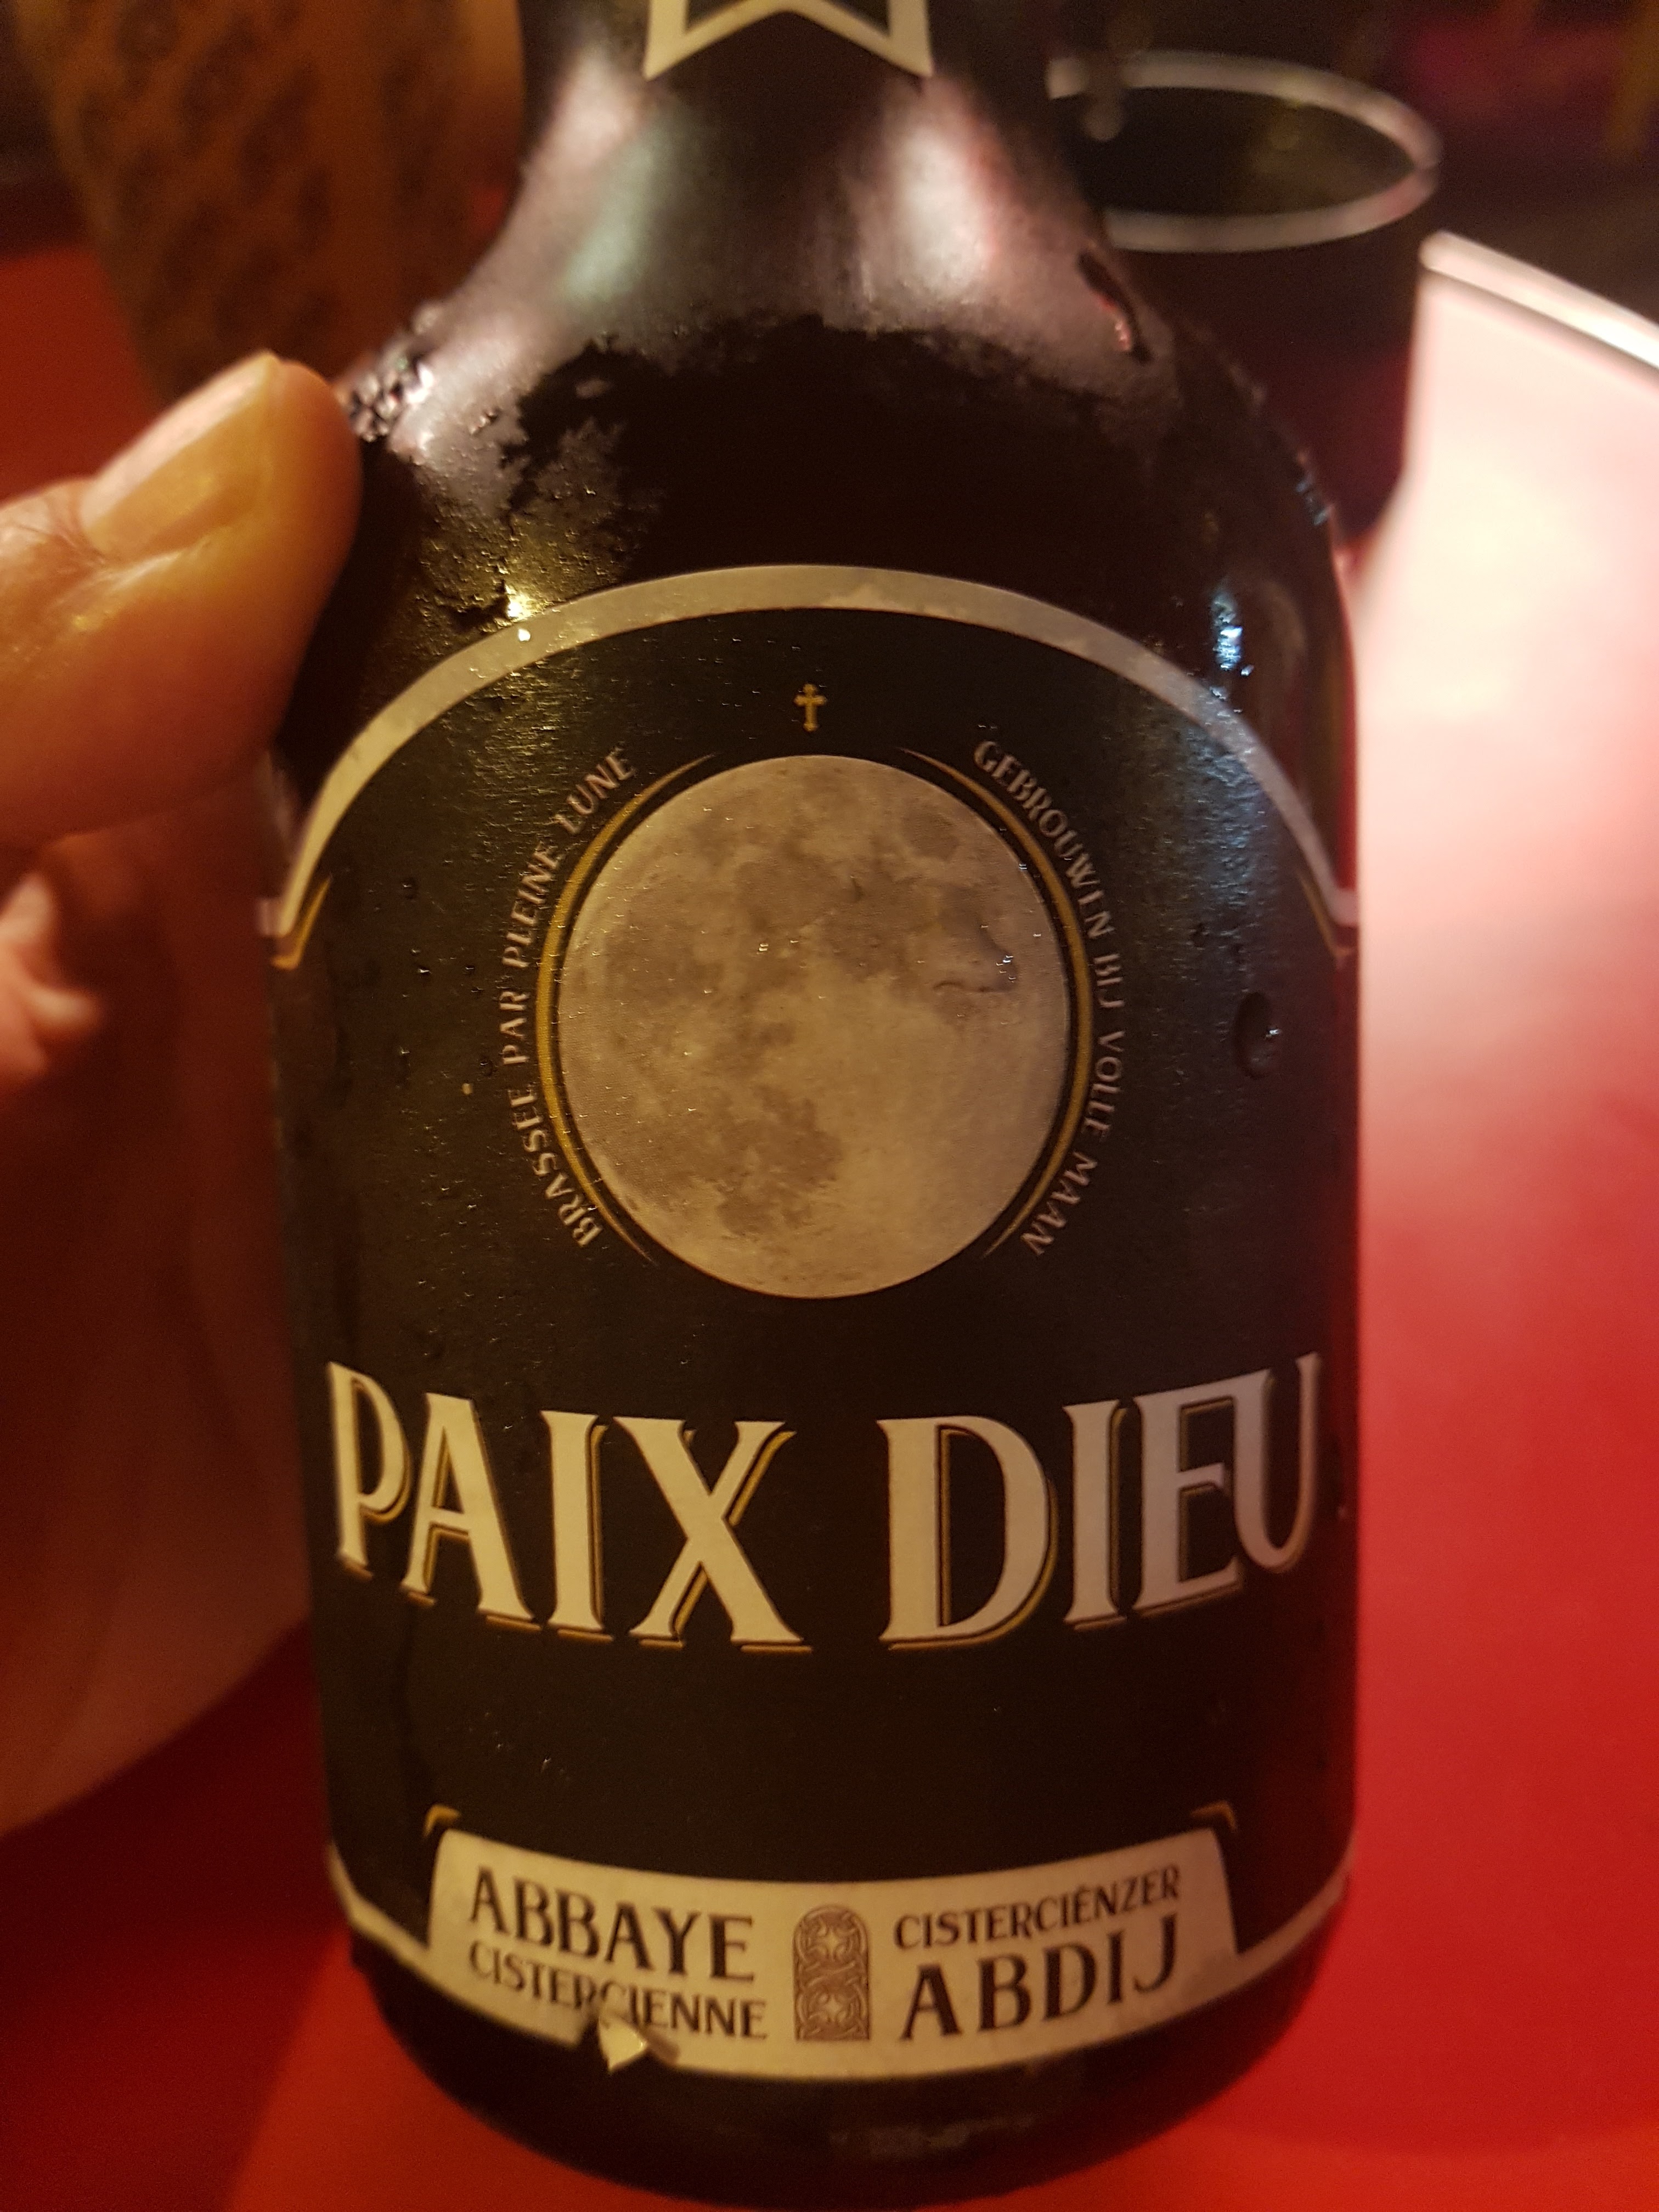 BRASSÉE PAR PLEINE LUNE
GEBROUWEN BIJ VOLLE MAAN
PAIX DIEU
ABBAYE
CISTERCIENNE
CISTERCIËNZER
ABDIJ